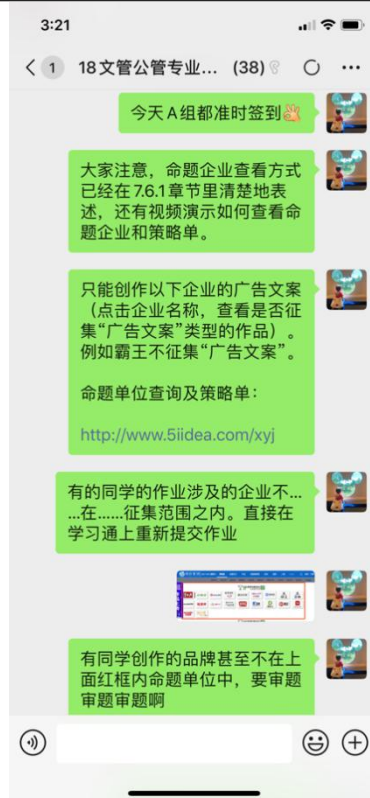 3:21
1
18文管公管专业... (38)
今天A组都准时签到
大家注意，命题企业查看方式
已经在7.6.1章节里清楚地表
述，还有视频演示如何查看命
题企业和策略单。
只能创作以下企业的广告文案
（点击企业名称，查看是否征
集“广告文案”类型的作品）。
例如霸王不征集“广告文案”。
命题单位查询及策略单：
http://www.5iidea.com/xyj
有的同学的作业涉及的企业不...
...在......征集范围之内。直接在
学习通上重新提交作业
有同学创作的品牌甚至不在上
面红框内命题单位中，要审题
审题审题啊